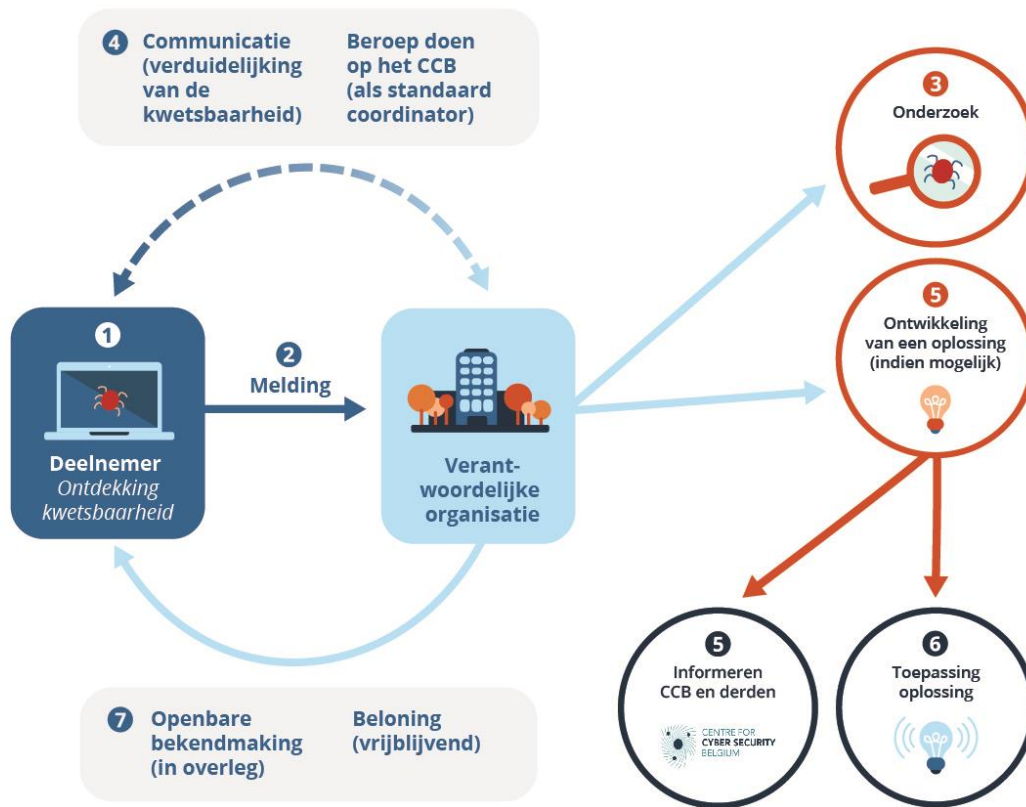 4 Communicatie
(verduidelijking
van de
kwetsbaarheid)
Beroep doen
op het CCB
(als standaard
coordinator)
3
Onderzoek
1
Deelnemer
Ontdekking
kwetsbaarheid
2
Melding
Verant-
woordelijke
organisatie
5
Ontwikkeling
van een oplossing
(indien mogelijk)
5
Informeren
CCB en derden
CENTRE FOR
CYBER SECURITY
BELGIUM
6
Toepassing
oplossing
7 Openbare
bekendmaking
(in overleg)
Beloning
(vrijblijvend)